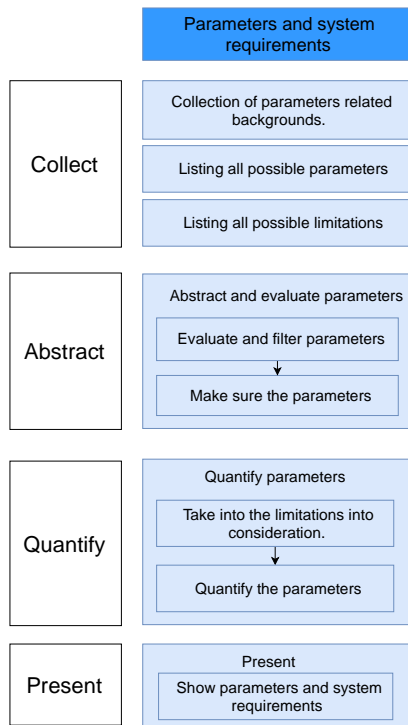 Parameters and system
requirements
Collect
Collection of parameters related
backgrounds.
Listing all possible parameters
Listing all possible limitations
Abstract
Abstract and evaluate parameters
Evaluate and filter parameters
Make sure the parameters
Quantify
Quantify parameters
Take into the limitations into
consideration.
Quantify the parameters
Present
Present
Show parameters and system
requirements